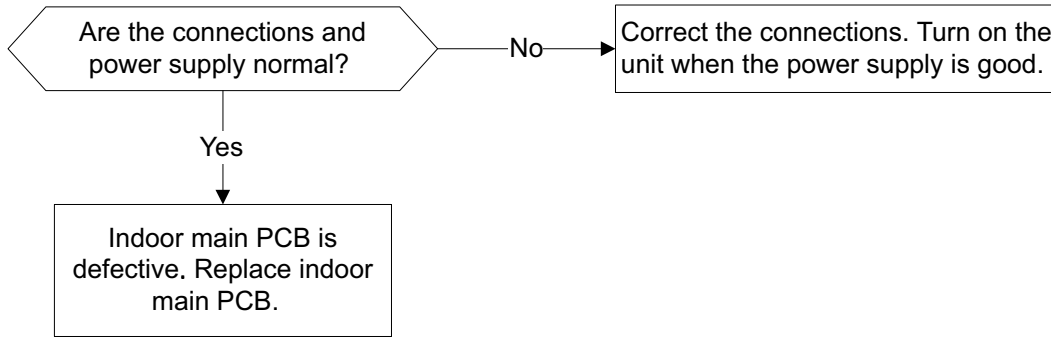 Are the connections and
power supply normal?
No
Correct the connections. Turn on the
unit when the power supply is good.
Yes
Indoor main PCB is
defective. Replace indoor
main PCB.